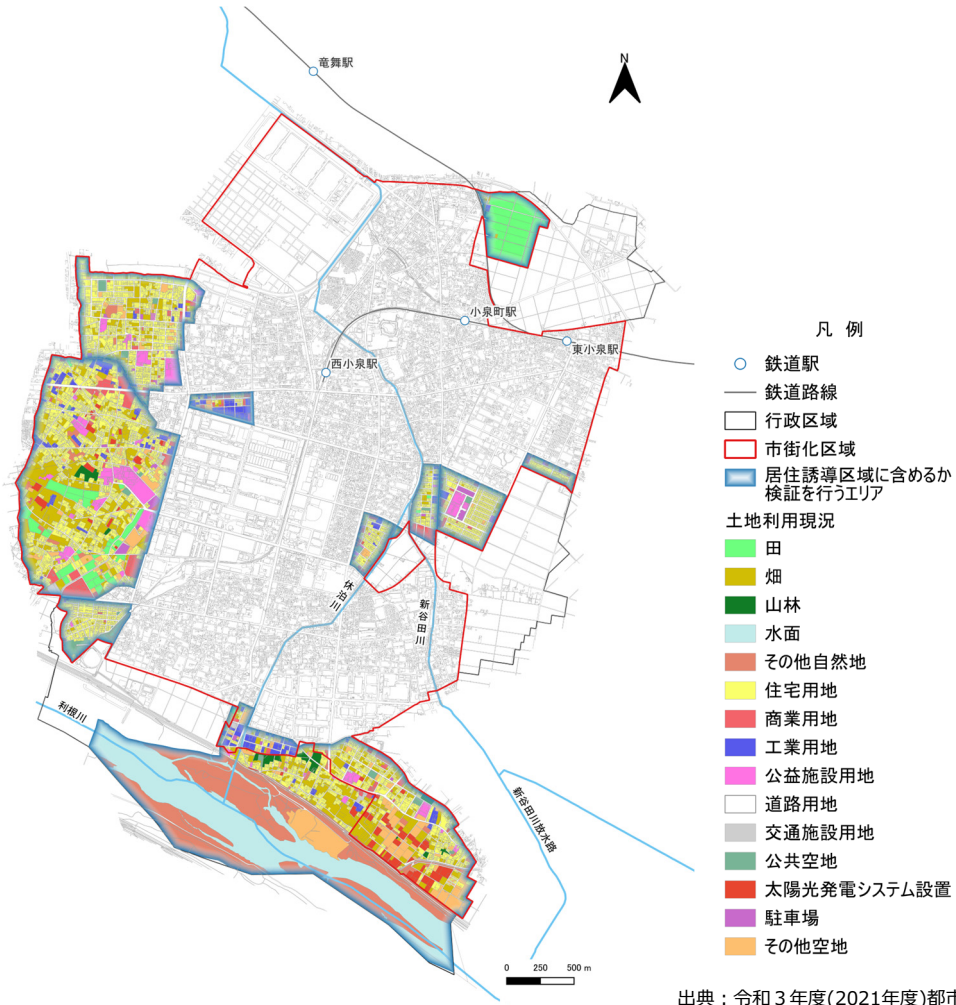 竜舞駅
N
小泉町駅
東小泉駅
西小泉駅
休泊川
新谷田川
利根川
新谷田川放水路
0 250 500 m
凡 例
鉄道駅
鉄道路線
行政区域
市街化区域
居住誘導区域に含めるか
検証を行うエリア
土地利用現況
田
畑
山林
水面
その他自然地
住宅用地
商業用地
工業用地
公益施設用地
道路用地
交通施設用地
公共空地
太陽光発電システム設置
駐車場
その他空地
出典：令和３年度(2021年度)都市